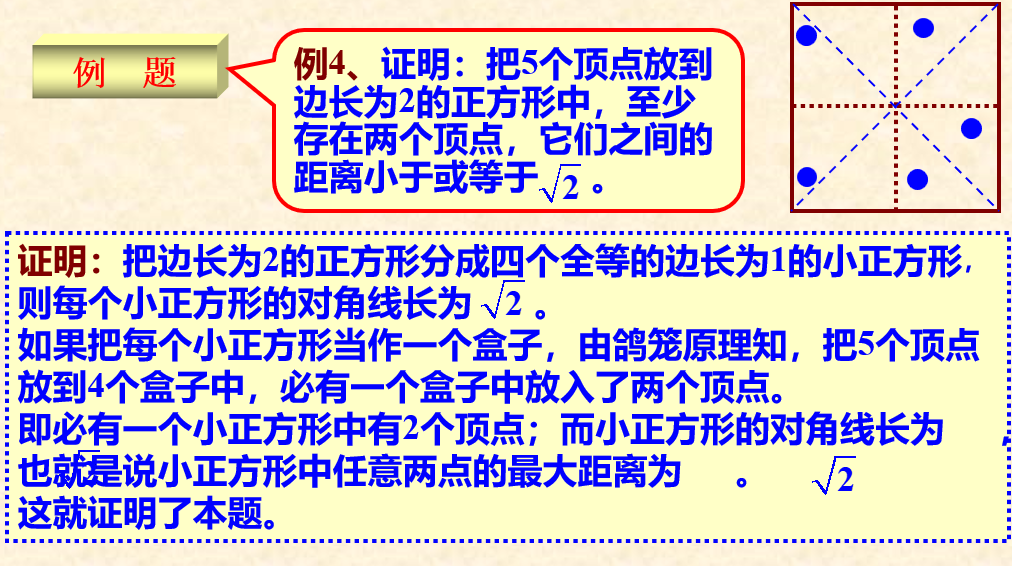 例 题
例4、证明：把5个顶点放到
边长为2的正方形中，至少
存在两个顶点，它们之间的
距离小于或等于√2 。
证明：把边长为2的正方形分成四个全等的边长为1的小正方形，
则每个小正方形的对角线长为 √2 。
如果把每个小正方形当作一个盒子，由鸽笼原理知，把5个顶点
放到4个盒子中，必有一个盒子中放入了两个顶点。
即必有一个小正方形中有2个顶点；而小正方形的对角线长为 ，
也就是说小正方形中任意两点的最大距离为 。 √2
这就证明了本题。